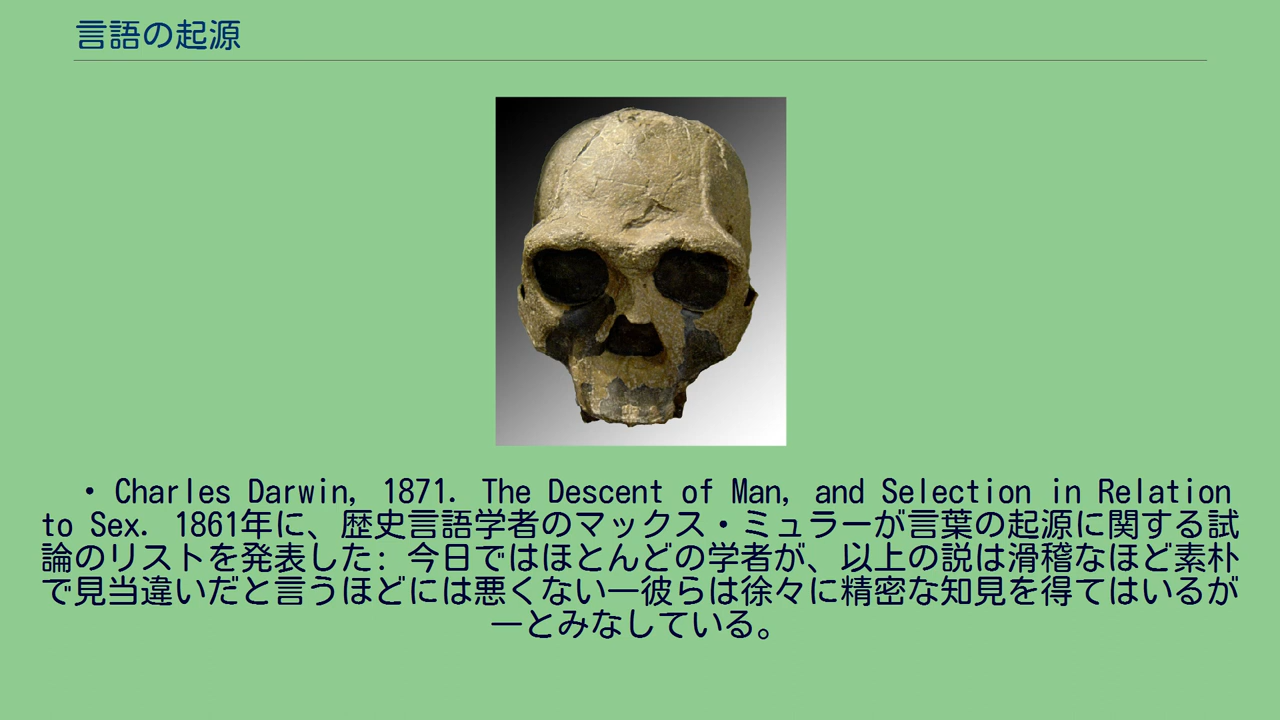 言語の起源
・Charles Darwin, 1871. The Descent of Man, and Selection in Relation
to Sex. 1861年に、歴史言語学者のマックス・ミュラーが言葉の起源に関する試
論のリストを発表した: 今日ではほとんどの学者が、以上の説は滑稽なほど素朴
で見当違いだと言うほどには悪くない—彼らは徐々に精密な知見を得てはいるが
—とみなしている。